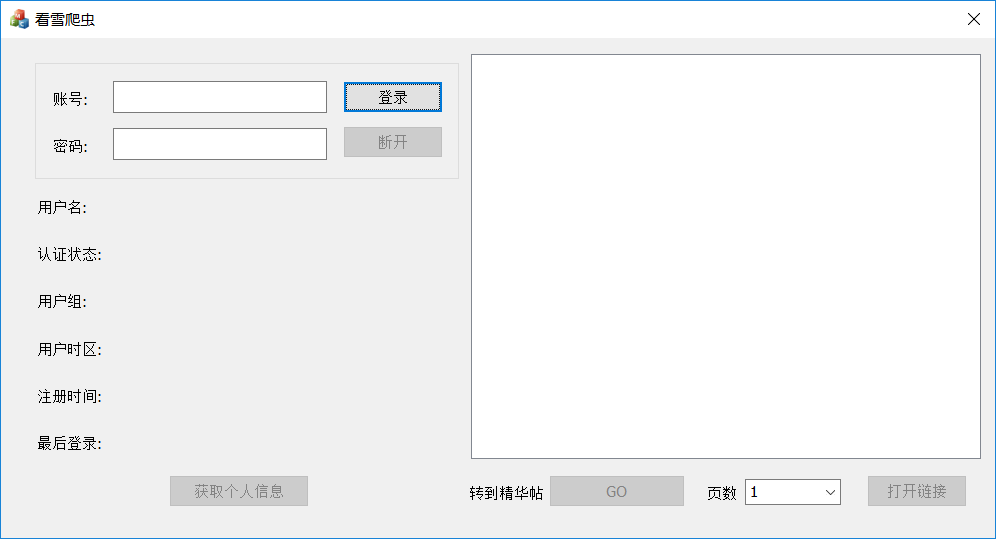 看雪爬虫
账号:
登录
密码:
断开
用户名:
认证状态:
用户组:
用户时区:
注册时间:
最后登录:
获取个人信息
转到精华帖 GO 页数 1 打开链接